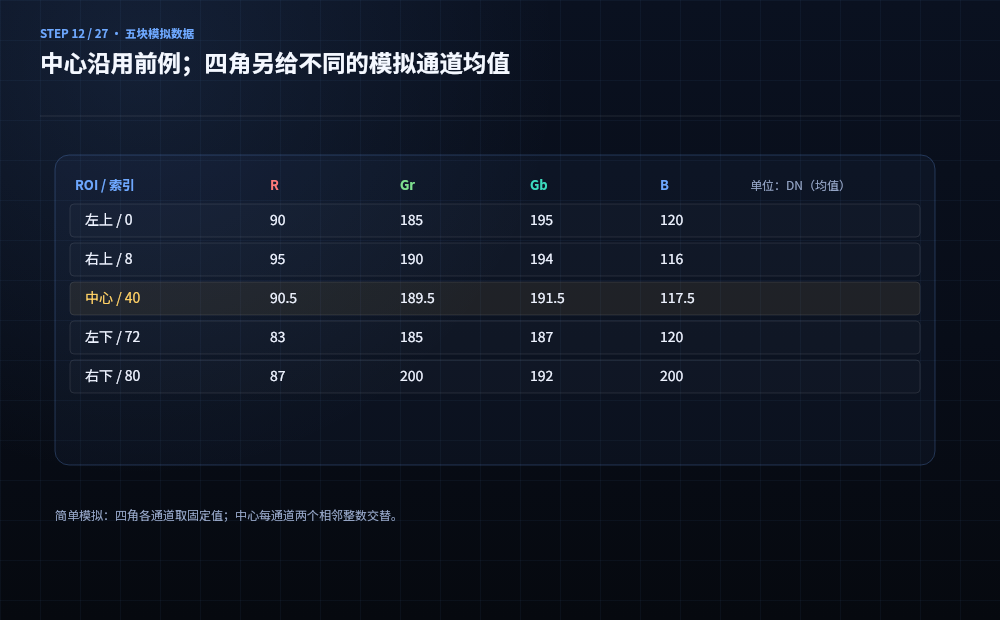 STEP 12 / 27 • 五块模拟数据
中心沿用前例；四角另给不同的模拟通道均值
ROI / 索引 R Gr Gb B 单位：DN（均值）
左上 / 0 90 185 195 120
右上 / 8 95 190 194 116
中心 / 40 90.5 189.5 191.5 117.5
左下 / 72 83 185 187 120
右下 / 80 87 200 192 200
简单模拟：四角各通道取固定值；中心每通道两个相邻整数交替。